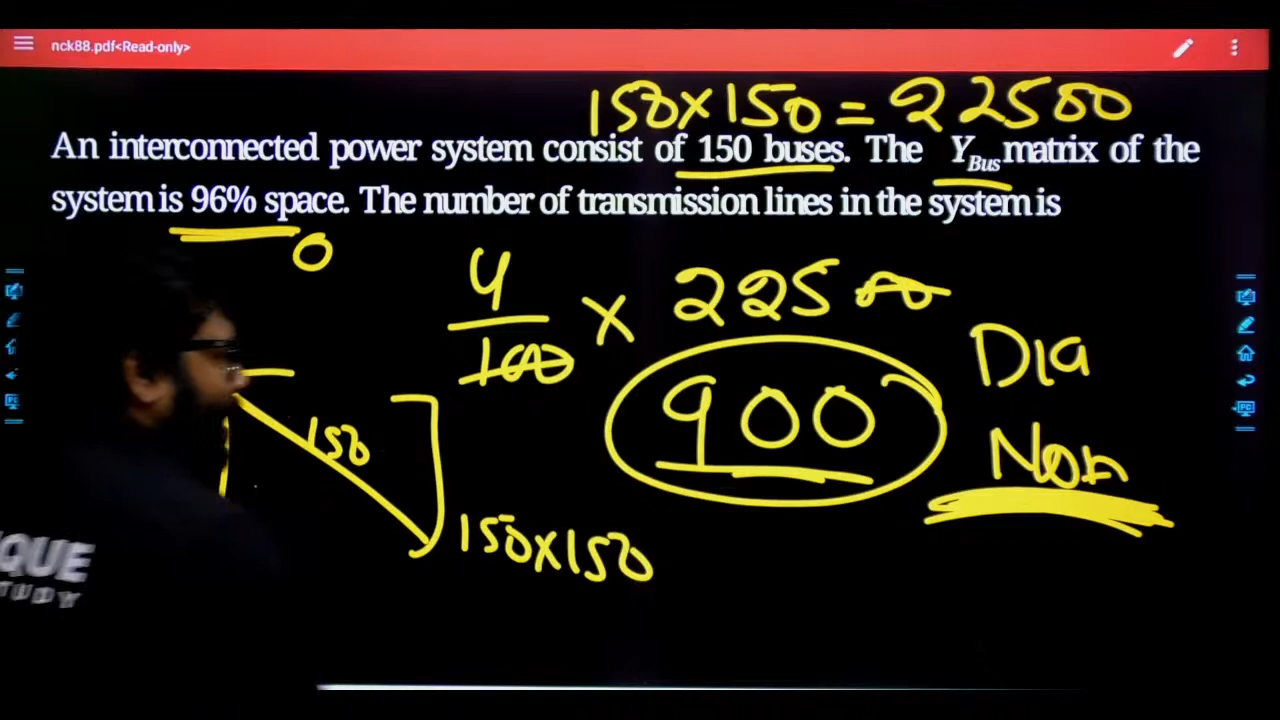 nck88.pdf<Read-only>
150×150 = 22500
An interconnected power system consist of 150 buses. The Y_Bus matrix of the
system is 96% space. The number of transmission lines in the system is
0
4/100 × 22500
Dia
900
150
Non
150×150
QUE
TUDY